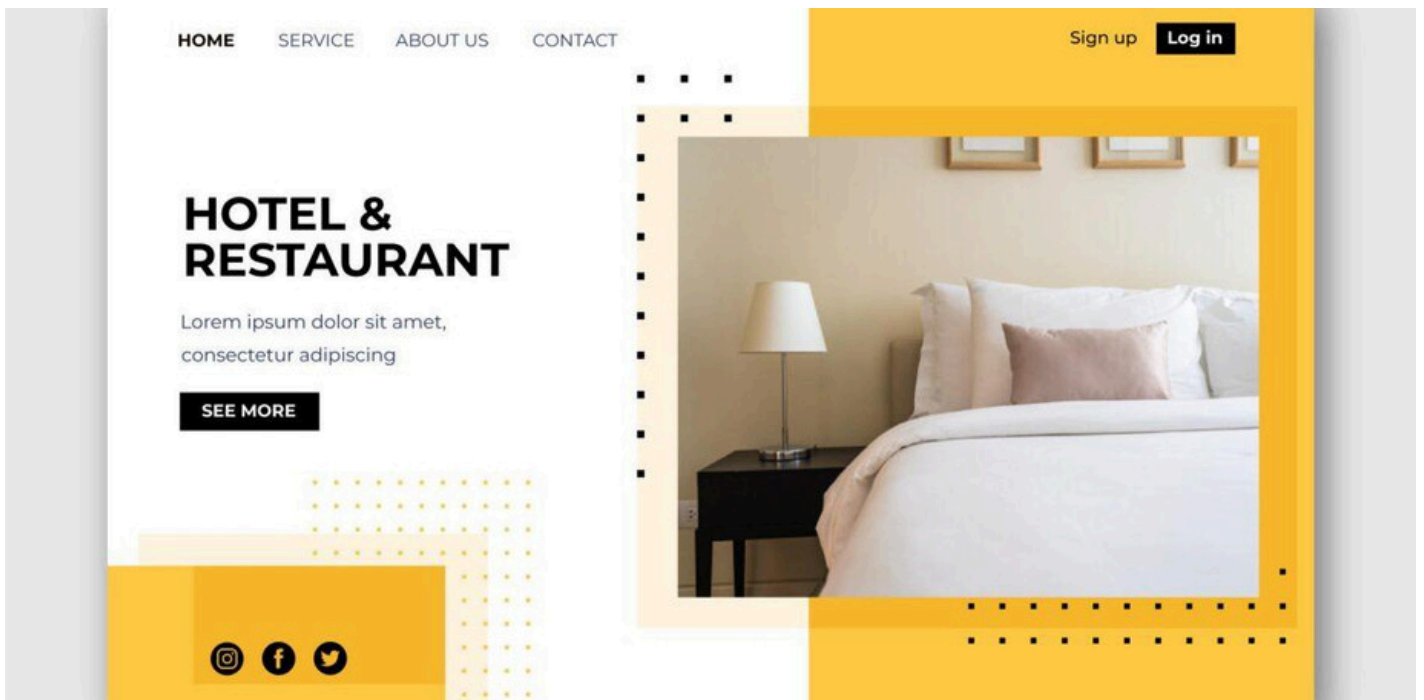 HOME SERVICE ABOUT US CONTACT Sign up Log in
HOTEL &
RESTAURANT
Lorem ipsum dolor sit amet,
consectetur adipiscing
SEE MORE